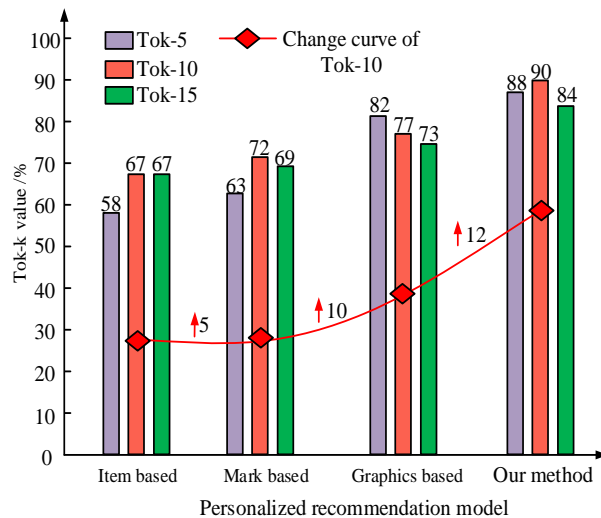 Tok-5
Tok-10
Tok-15
Change curve of
Tok-10
Tok-k value /%
100
90
80
70
60
50
40
30
20
10
0
58
67
67
63
72
69
82
77
73
88
90
84
5
10
12
Item based
Mark based
Graphics based
Our method
Personalized recommendation model